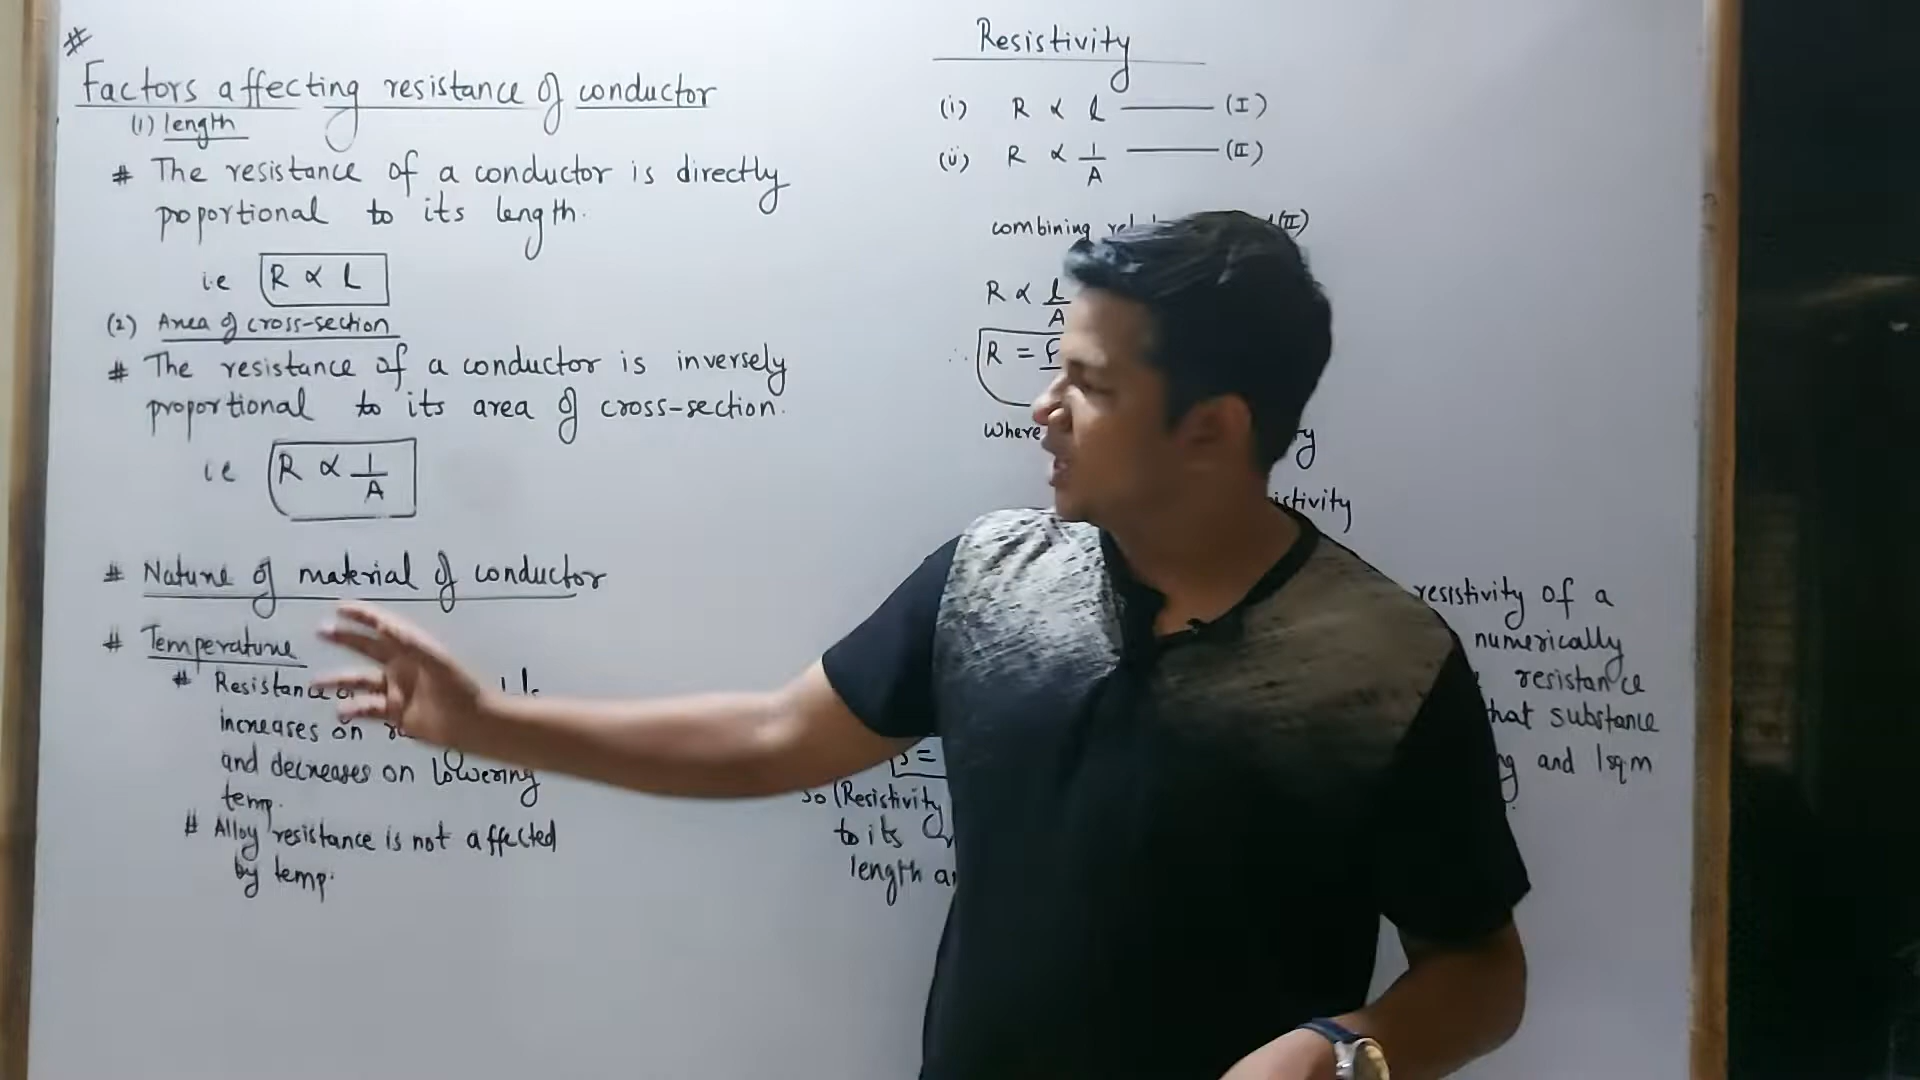 #
Factors affecting resistance of conductor
(1) length
# The resistance of a conductor is directly
proportional to its length.
i.e R ∝ L
(2) Area of cross-section
# The resistance of a conductor is inversely
proportional to its area of cross-section.
i.e R ∝ 1/A
# Nature of material of conductor
# Temperature
# Resistance
increases on
and decreases on lowering
temp.
# Alloy resistance is not affected
by temp.
Resistivity
(i) R ∝ l —— (I)
(ii) R ∝ 1/A —— (II)
combining (II)
R ∝ l/A
∴ R =
where
resistivity of a
numerically
resistance
that substance
and 1sqm
=
So (Resistivity
to its
length